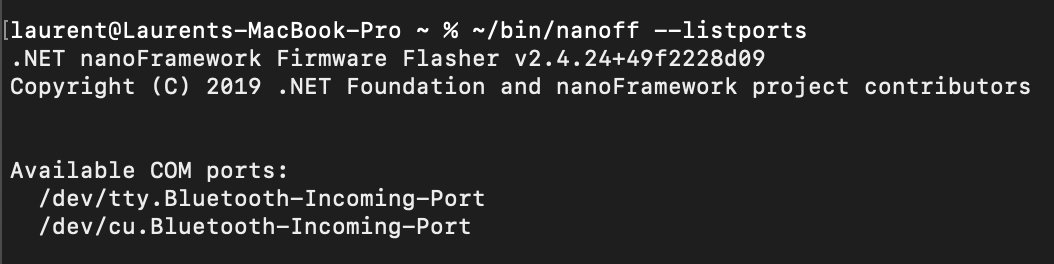 [laurent@Laurents-MacBook-Pro ~ % ~/bin/nanoff --listports
.NET nanoFramework Firmware Flasher v2.4.24+49f2228d09
Copyright (C) 2019 .NET Foundation and nanoFramework project contributors
Available COM ports:
/dev/tty.Bluetooth-Incoming-Port
/dev/cu.Bluetooth-Incoming-Port